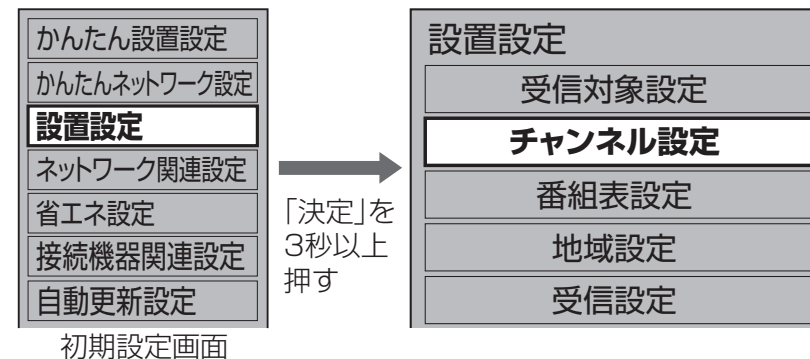 かんたん設置設定
かんたんネットワーク設定
設置設定
ネットワーク関連設定
省エネ設定
接続機器関連設定
自動更新設定
初期設定画面
「決定」を
3秒以上
押す
設置設定
受信対象設定
チャンネル設定
番組表設定
地域設定
受信設定